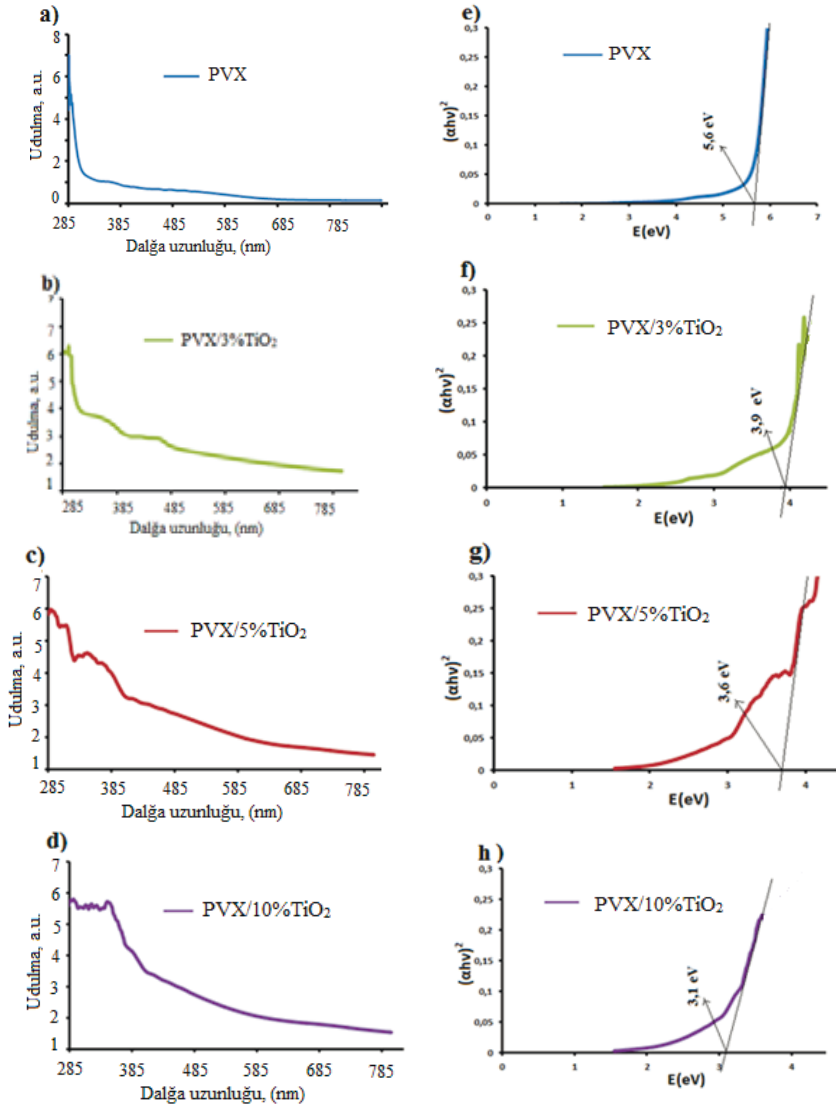 a)
8
6
4
2
0
285 385 485 585 685 785
Udulma, a.u.
Dalğa uzunluğu, (nm)
PVX
e)
0,3
0,25
0,2
0,15
0,1
0,05
0
0 1 2 3 4 5 6 7
(αhν)²
E(eV)
PVX
5,6 eV
b)
7
6
5
4
3
2
1
285 385 485 585 685 785
Udulma, a.u.
Dalğa uzunluğu, (nm)
PVX/3%TiO₂
f)
0,3
0,25
0,2
0,15
0,1
0,05
0
0 1 2 3 4
(αhν)²
E(eV)
PVX/3%TiO₂
3,9 eV
c)
7
6
5
4
3
2
1
285 385 485 585 685 785
Udulma, a.u.
Dalğa uzunluğu, (nm)
PVX/5%TiO₂
g)
0,3
0,25
0,2
0,15
0,1
0,05
0
0 1 2 3 4
(αhν)²
E(eV)
PVX/5%TiO₂
3,6 eV
d)
7
6
5
4
3
2
1
285 385 485 585 685 785
Udulma, a.u.
Dalğa uzunluğu, (nm)
PVX/10%TiO₂
h)
0,3
0,25
0,2
0,15
0,1
0,05
0
0 1 2 3 4
(αhν)²
E(eV)
PVX/10%TiO₂
3,1 eV